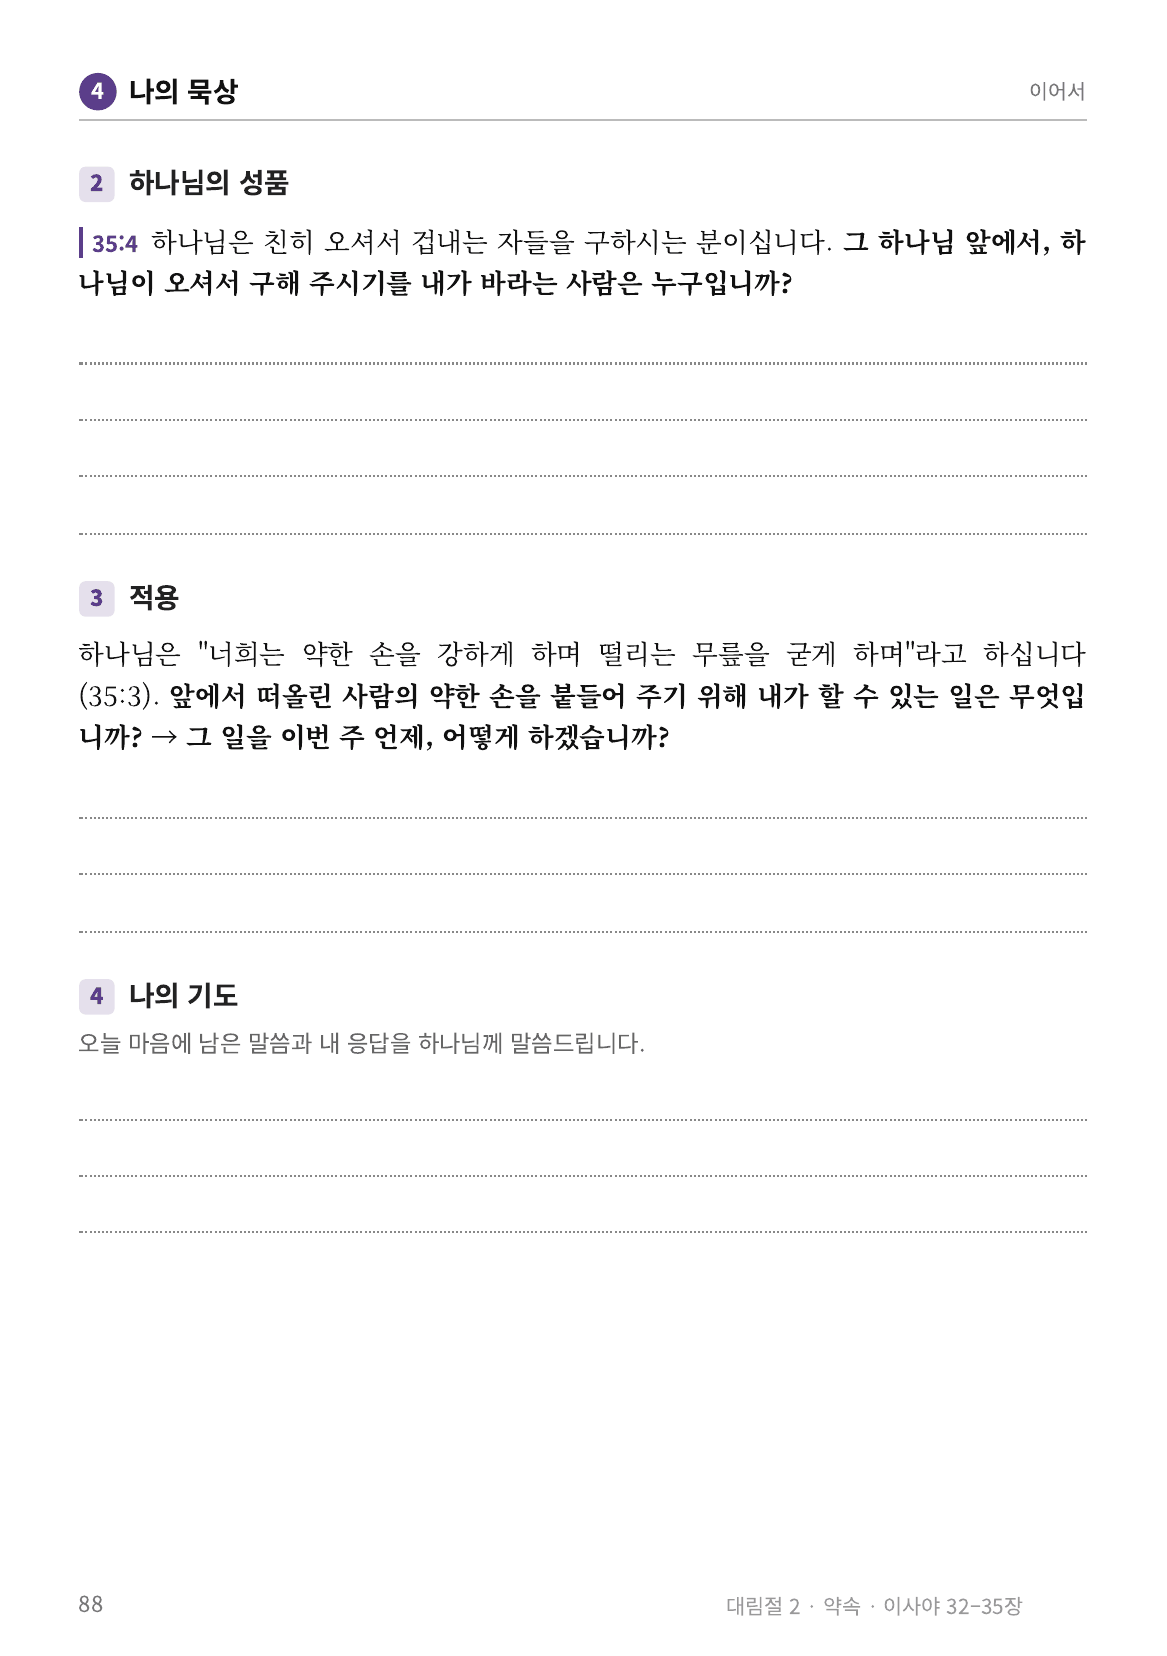 4 나의 묵상 이어서
2 하나님의 성품
35:4 하나님은 친히 오셔서 겁내는 자들을 구하시는 분이십니다. 그 하나님 앞에서, 하
나님이 오셔서 구해 주시기를 내가 바라는 사람은 누구입니까?
3 적용
하나님은 "너희는 약한 손을 강하게 하며 떨리는 무릎을 굳게 하며"라고 하십니다
(35:3). 앞에서 떠올린 사람의 약한 손을 붙들어 주기 위해 내가 할 수 있는 일은 무엇입
니까? → 그 일을 이번 주 언제, 어떻게 하겠습니까?
4 나의 기도
오늘 마음에 남은 말씀과 내 응답을 하나님께 말씀드립니다.
88 대림절 2 · 약속 · 이사야 32–35장